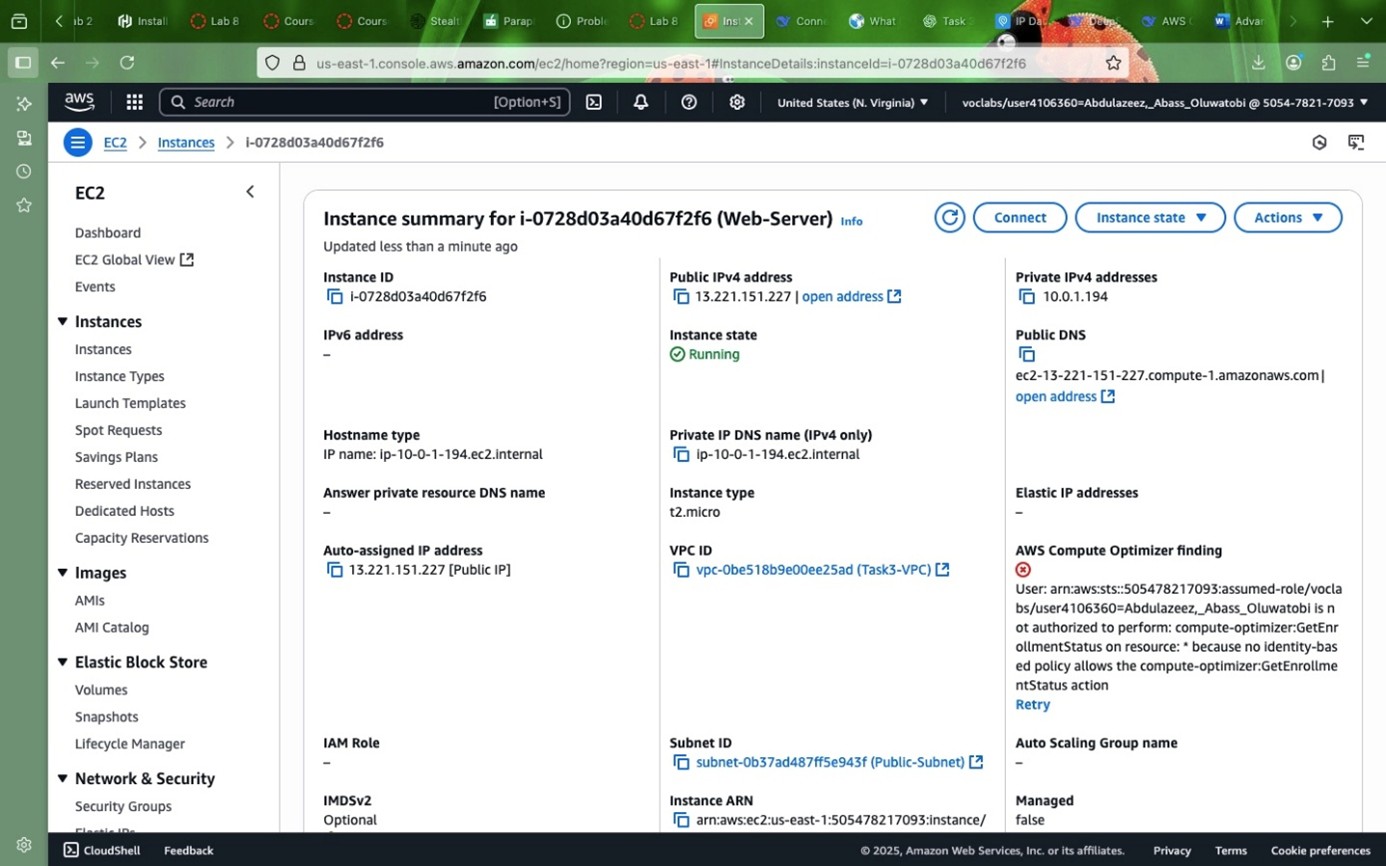 ab 2
Install
Lab 8
Cours
Cours
Stealt
Parap
Proble
Lab 8
Inst
Conne
What
Task
IP Da
Deep
AWS C
Advan
us-east-1.console.aws.amazon.com/ec2/home?region=us-east-1#InstanceDetails:instanceId=i-0728d03a40d67f2f6
aws
Search [Option+S]
United States (N. Virginia)
voclabs/user4106360=Abdulazeez,_Abass_Oluwatobi @ 5054-7821-7093
EC2 > Instances > i-0728d03a40d67f2f6
EC2
Dashboard
EC2 Global View
Events
Instances
Instances
Instance Types
Launch Templates
Spot Requests
Savings Plans
Reserved Instances
Dedicated Hosts
Capacity Reservations
Images
AMIs
AMI Catalog
Elastic Block Store
Volumes
Snapshots
Lifecycle Manager
Network & Security
Security Groups
Elastic IPs
Instance summary for i-0728d03a40d67f2f6 (Web-Server) Info
Connect
Instance state
Actions
Updated less than a minute ago
Instance ID
i-0728d03a40d67f2f6
Public IPv4 address
13.221.151.227 | open address
Private IPv4 addresses
10.0.1.194
IPv6 address
–
Instance state
Running
Public DNS
ec2-13-221-151-227.compute-1.amazonaws.com |
open address
Hostname type
IP name: ip-10-0-1-194.ec2.internal
Private IP DNS name (IPv4 only)
ip-10-0-1-194.ec2.internal
Answer private resource DNS name
–
Instance type
t2.micro
Elastic IP addresses
–
Auto-assigned IP address
13.221.151.227 [Public IP]
VPC ID
vpc-0be518b9e00ee25ad (Task3-VPC)
AWS Compute Optimizer finding
User: arn:aws:sts::505478217093:assumed-role/vocla
bs/user4106360=Abdulazeez,_Abass_Oluwatobi is n
ot authorized to perform: compute-optimizer:GetEnr
ollmentStatus on resource: * because no identity-bas
ed policy allows the compute-optimizer:GetEnrollme
ntStatus action
Retry
IAM Role
–
Subnet ID
subnet-0b37ad487ff5e943f (Public-Subnet)
Auto Scaling Group name
–
IMDSv2
Optional
Instance ARN
arn:aws:ec2:us-east-1:505478217093:instance/
Managed
false
CloudShell
Feedback
© 2025, Amazon Web Services, Inc. or its affiliates.
Privacy
Terms
Cookie preferences